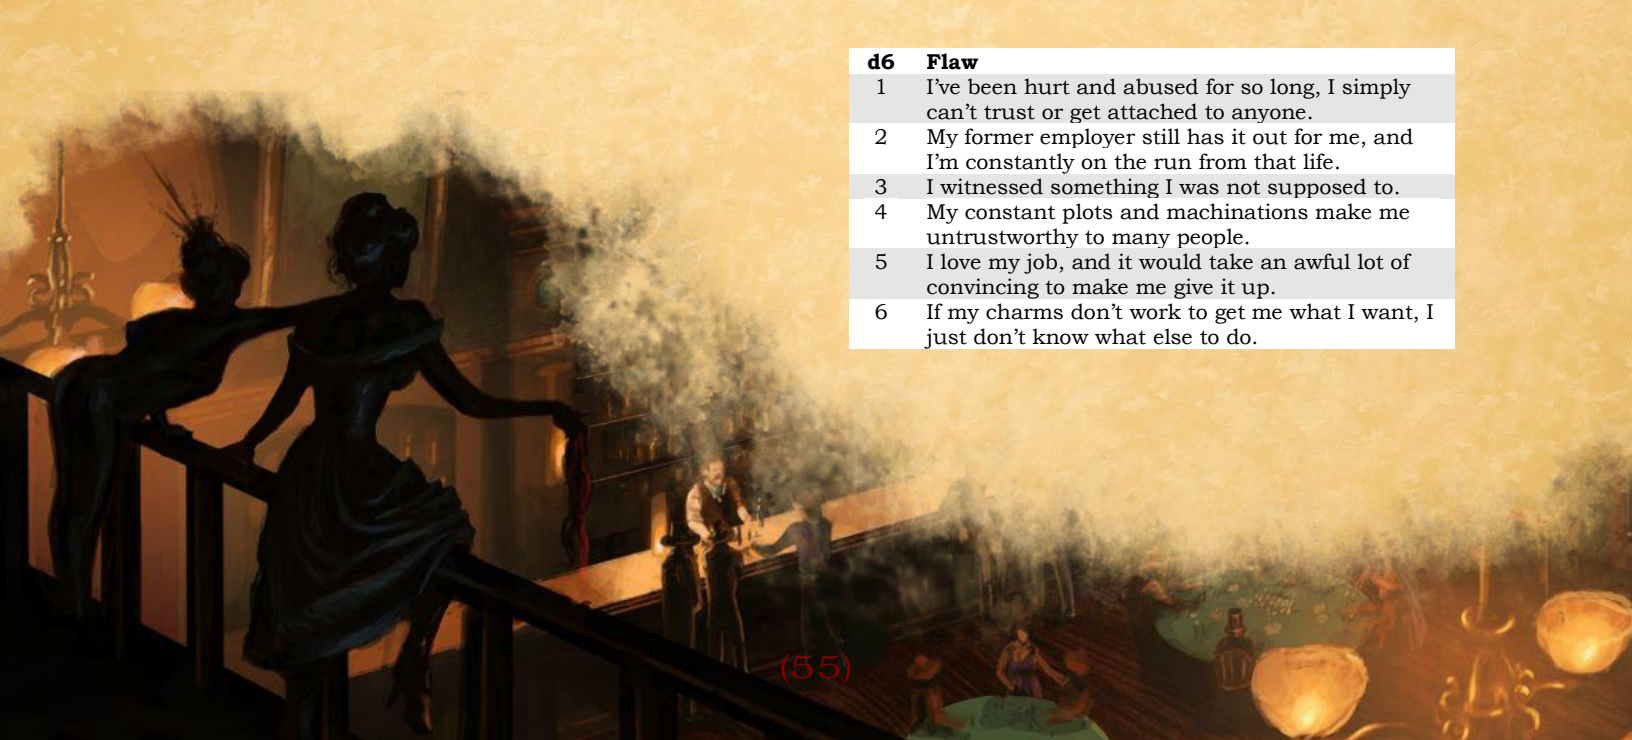 d6 Flaw
1 I’ve been hurt and abused for so long, I simply
can’t trust or get attached to anyone.
2 My former employer still has it out for me, and
I’m constantly on the run from that life.
3 I witnessed something I was not supposed to.
4 My constant plots and machinations make me
untrustworthy to many people.
5 I love my job, and it would take an awful lot of
convincing to make me give it up.
6 If my charms don’t work to get me what I want, I
just don’t know what else to do.
(55)